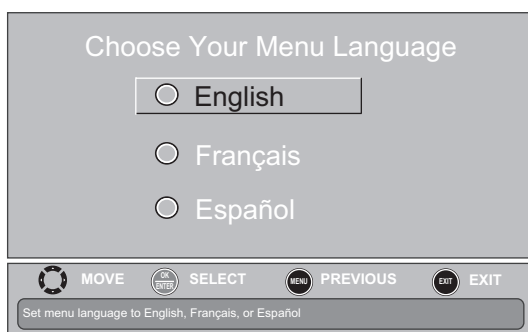 Choose Your Menu Language
English
Français
Español
MOVE OK ENTER SELECT MENU PREVIOUS EXIT EXIT
Set menu language to English, Français, or Español